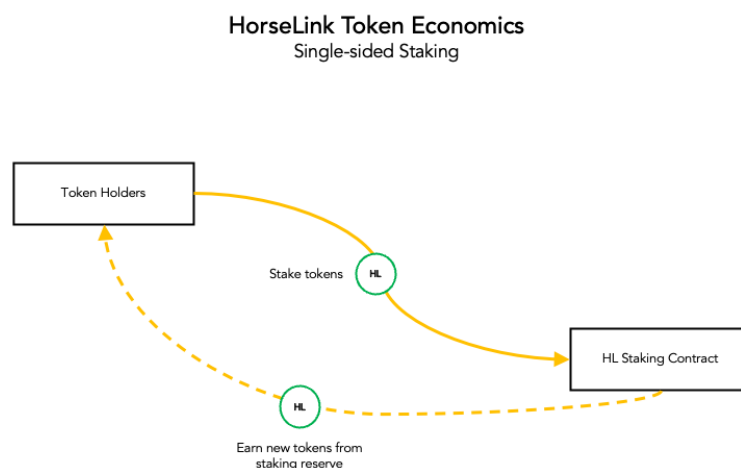 HorseLink Token Economics
Single-sided Staking
Token Holders
Stake tokens
HL
HL Staking Contract
HL
Earn new tokens from
staking reserve